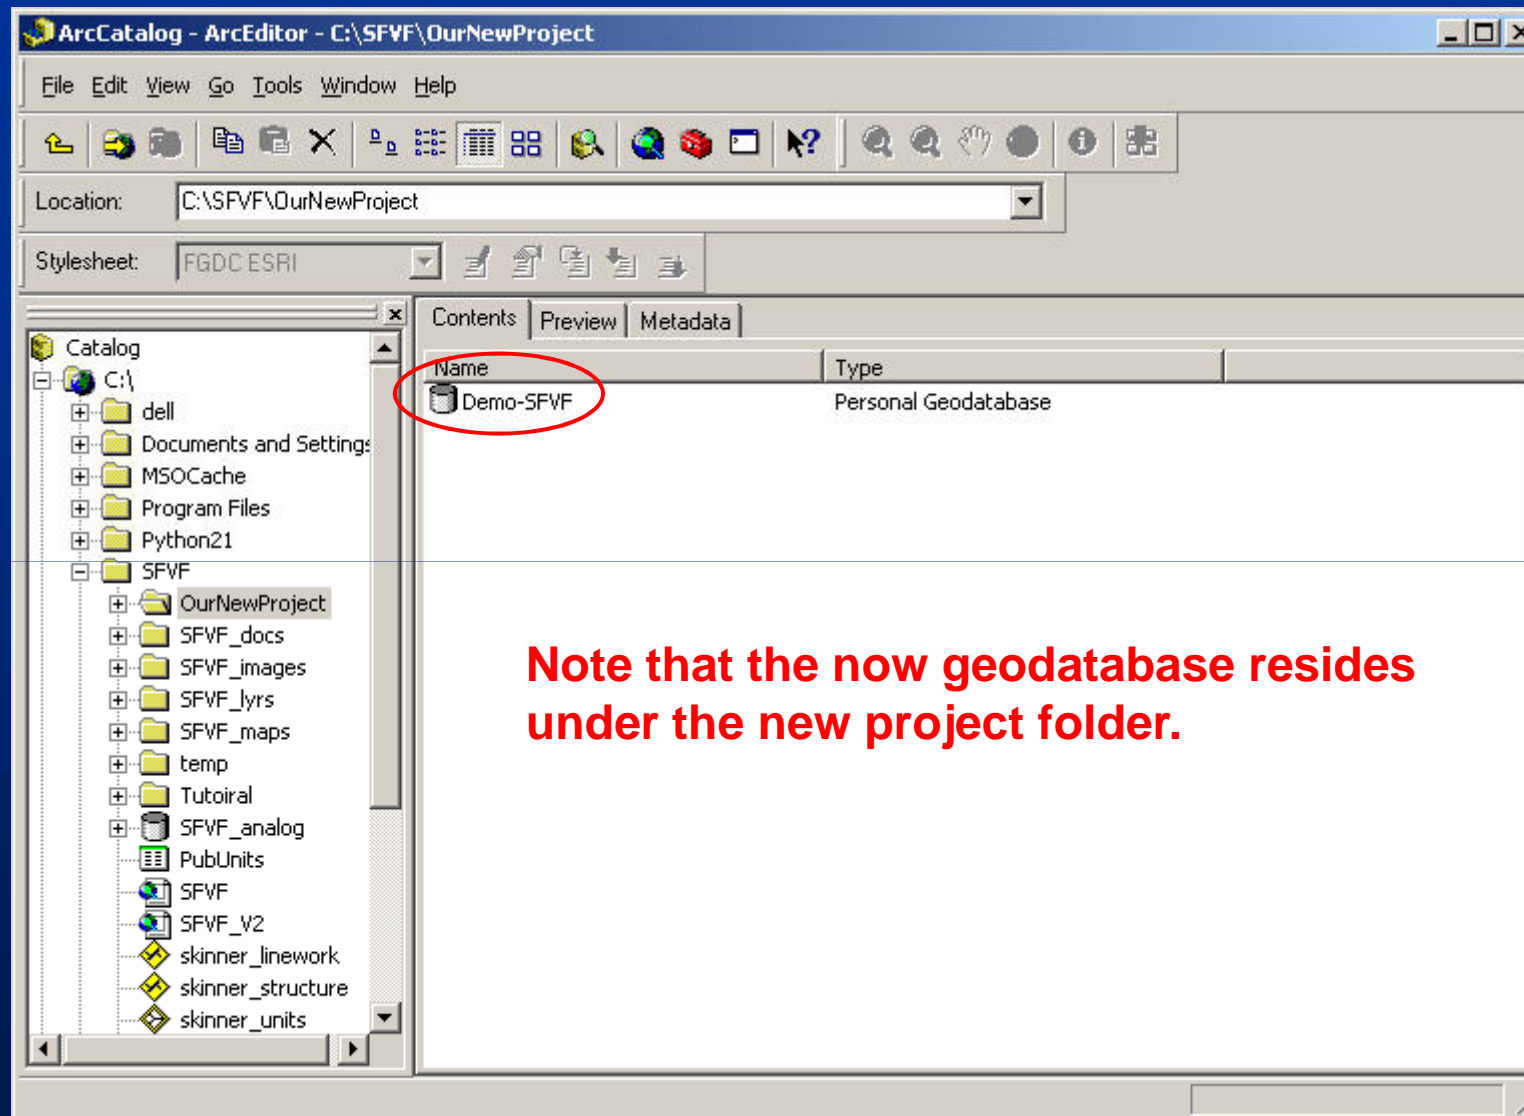 ArcCatalog - ArcEditor - C:\SFVF\OurNewProject
File Edit View Go Tools Window Help
Location: C:\SFVF\OurNewProject
Stylesheet: FGDC ESRI
Contents Preview Metadata
Catalog
C:\
dell
Documents and Settings
MSOCache
Program Files
Python21
SFVF
OurNewProject
SFVF_docs
SFVF_images
SFVF_lyrs
SFVF_maps
temp
Tutoiral
SFVF_analog
PubUnits
SFVF
SFVF_V2
skinner_linework
skinner_structure
skinner_units
Name Type
Demo-SFVF Personal Geodatabase
Note that the now geodatabase resides
under the new project folder.